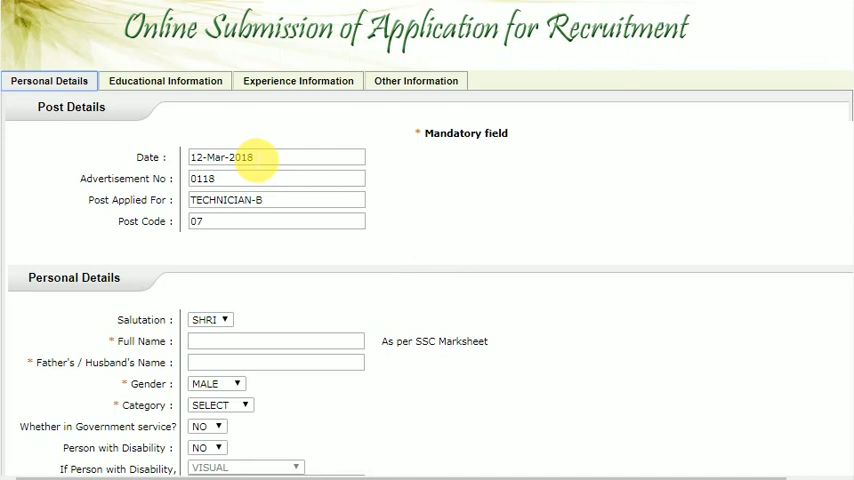 Online Submission of Application for Recruitment
Personal Details Educational Information Experience Information Other Information
Post Details
* Mandatory field
Date : 12-Mar-2018
Advertisement No : 0118
Post Applied For : TECHNICIAN-B
Post Code : 07
Personal Details
Salutation : SHRI
* Full Name : As per SSC Marksheet
* Father's / Husband's Name :
* Gender : MALE
* Category : SELECT
Whether in Government service? NO
Person with Disability : NO
If Person with Disability, VISUAL